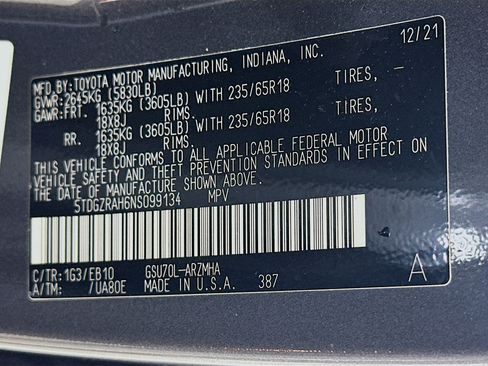 12/21
MFD.BY:TOYOTA MOTOR MANUFACTURING, INDIANA, INC.
GVWR:2645KG (5830LB)
GAWR:FRT. 1635KG (3605LB) WITH 235/65R18 TIRES, –
18X8J RIMS.
RR. 1635KG (3605LB) WITH 235/65R18 TIRES, –
18X8J RIMS.
THIS VEHICLE CONFORMS TO ALL APPLICABLE FEDERAL MOTOR
VEHICLE SAFETY AND THEFT PREVENTION STANDARDS IN EFFECT ON
THE DATE OF MANUFACTURE SHOWN ABOVE.
5TDGZRAH6NS099134 MPV
C/TR:1G3/EB10 GSU70L-ARZMHA
A/TM: /UA80E MADE IN U.S.A. 387 A